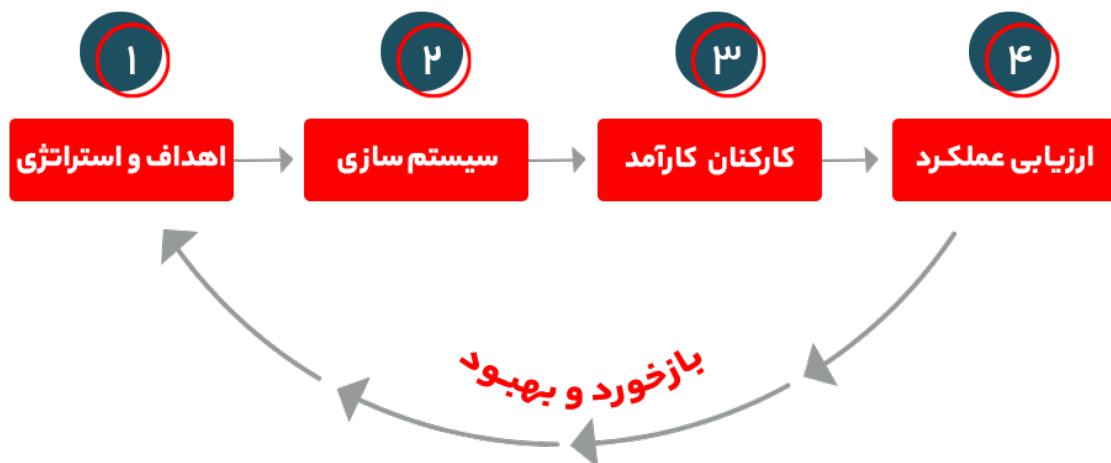 ۱
۲
۳
۴
اهداف و استراتژی
سیستم سازی
کارکنان کارآمد
ارزیابی عملکرد
بازخورد و بهبود